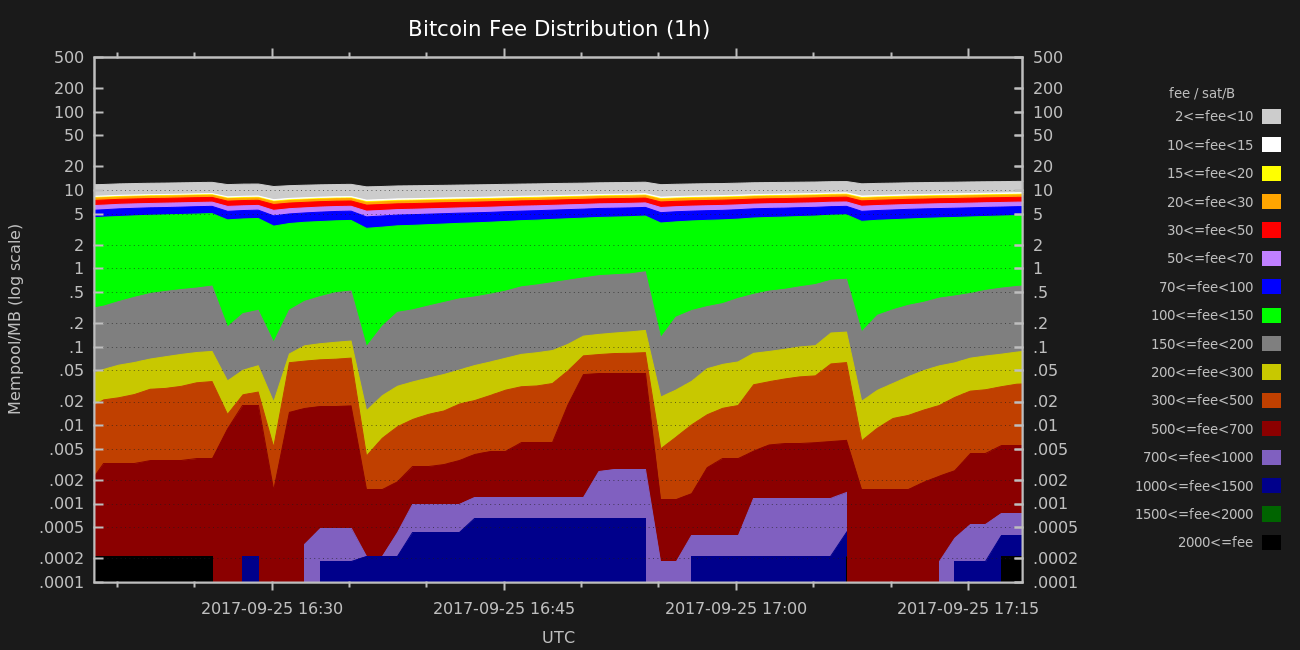 Bitcoin Fee Distribution (1h)
500
200
100
50
20
10
5
2
1
.5
.2
.1
.05
.02
.01
.005
.002
.001
.0005
.0002
.0001
Mempool/MB (log scale)
500
200
100
50
20
10
5
2
1
.5
.2
.1
.05
.02
.01
.005
.002
.001
.0005
.0002
.0001
2017-09-25 16:30
2017-09-25 16:45
2017-09-25 17:00
2017-09-25 17:15
UTC
fee / sat/B
2<=fee<10
10<=fee<15
15<=fee<20
20<=fee<30
30<=fee<50
50<=fee<70
70<=fee<100
100<=fee<150
150<=fee<200
200<=fee<300
300<=fee<500
500<=fee<700
700<=fee<1000
1000<=fee<1500
1500<=fee<2000
2000<=fee